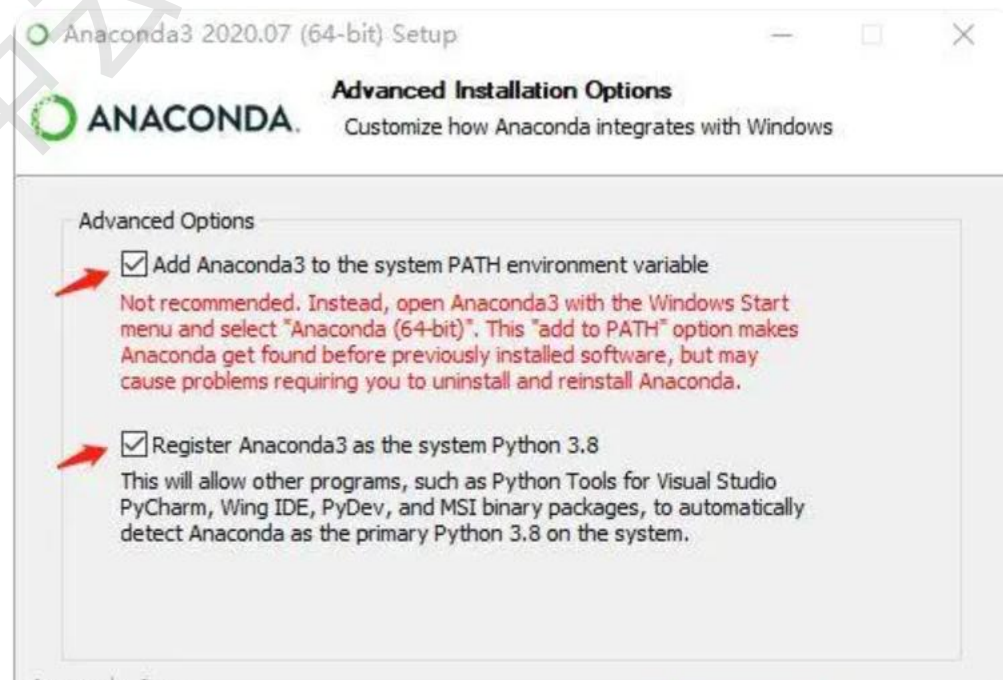 Anaconda3 2020.07 (64-bit) Setup
ANACONDA.
Advanced Installation Options
Customize how Anaconda integrates with Windows
Advanced Options
Add Anaconda3 to the system PATH environment variable
Not recommended. Instead, open Anaconda3 with the Windows Start
menu and select "Anaconda (64-bit)". This "add to PATH" option makes
Anaconda get found before previously installed software, but may
cause problems requiring you to uninstall and reinstall Anaconda.
Register Anaconda3 as the system Python 3.8
This will allow other programs, such as Python Tools for Visual Studio
PyCharm, Wing IDE, PyDev, and MSI binary packages, to automatically
detect Anaconda as the primary Python 3.8 on the system.